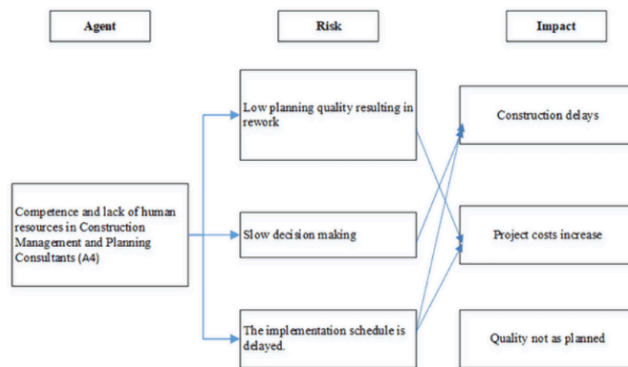 Agent
Risk
Impact
Low planning quality resulting in
rework
Construction delays
Competence and lack of human
resources in Construction
Management and Planning
Consultants (A4)
Slow decision making
Project costs increase
The implementation schedule is
delayed.
Quality not as planned